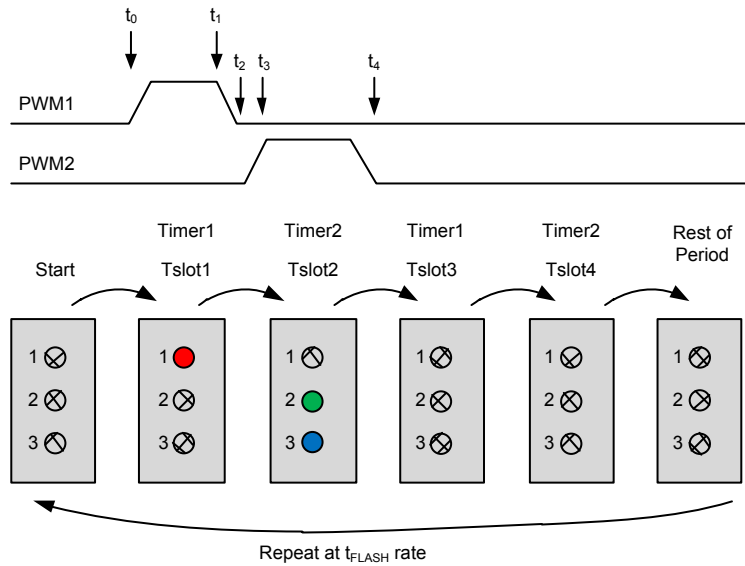 t0 t1
t2 t3 t4
PWM1
PWM2
Timer1 Timer2 Timer1 Timer2 Rest of
Start Tslot1 Tslot2 Tslot3 Tslot4 Period
1 1 1 1 1 1
2 2 2 2 2 2
3 3 3 3 3 3
Repeat at tFLASH rate